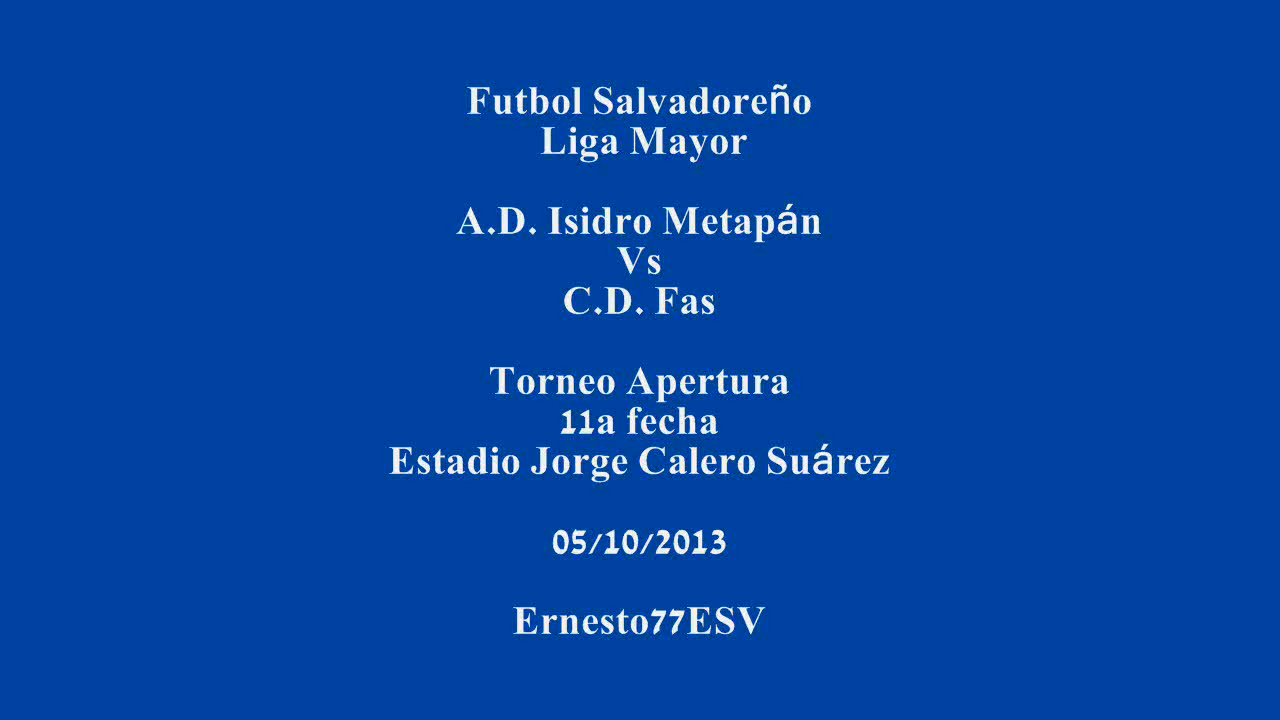 Futbol Salvadoreño
Liga Mayor
A.D. Isidro Metapán
Vs
C.D. Fas
Torneo Apertura
11a fecha
Estadio Jorge Calero Suárez
05/10/2013
Ernesto77ESV